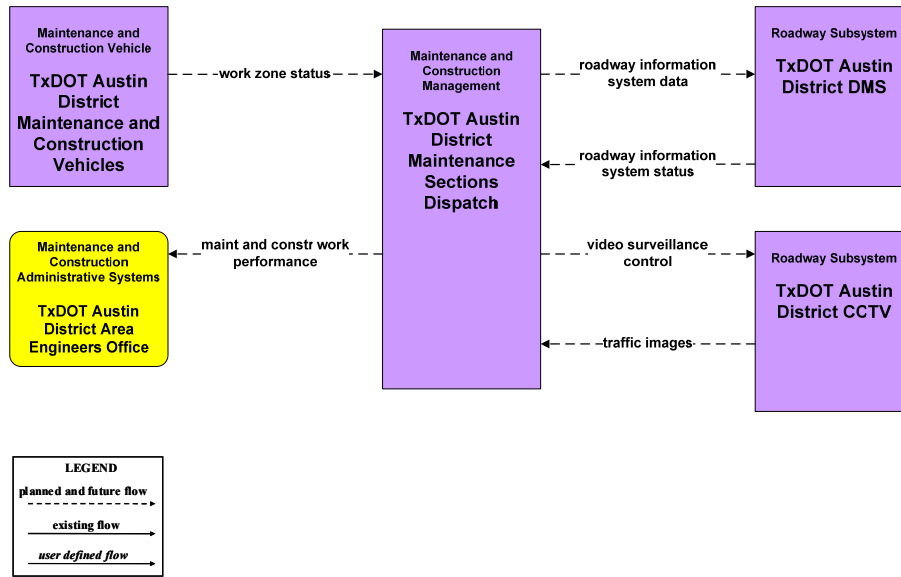 Maintenance and
Construction Vehicle
TxDOT Austin
District
Maintenance and
Construction
Vehicles
work zone status
Maintenance and
Construction
Management
TxDOT Austin
District
Maintenance
Sections
Dispatch
roadway information
system data
Roadway Subsystem
TxDOT Austin
District DMS
roadway information
system status
Maintenance and
Construction
Administrative Systems
TxDOT Austin
District Area
Engineers Office
maint and constr work
performance
video surveillance
control
Roadway Subsystem
TxDOT Austin
District CCTV
traffic images
LEGEND
planned and future flow
existing flow
user defined flow